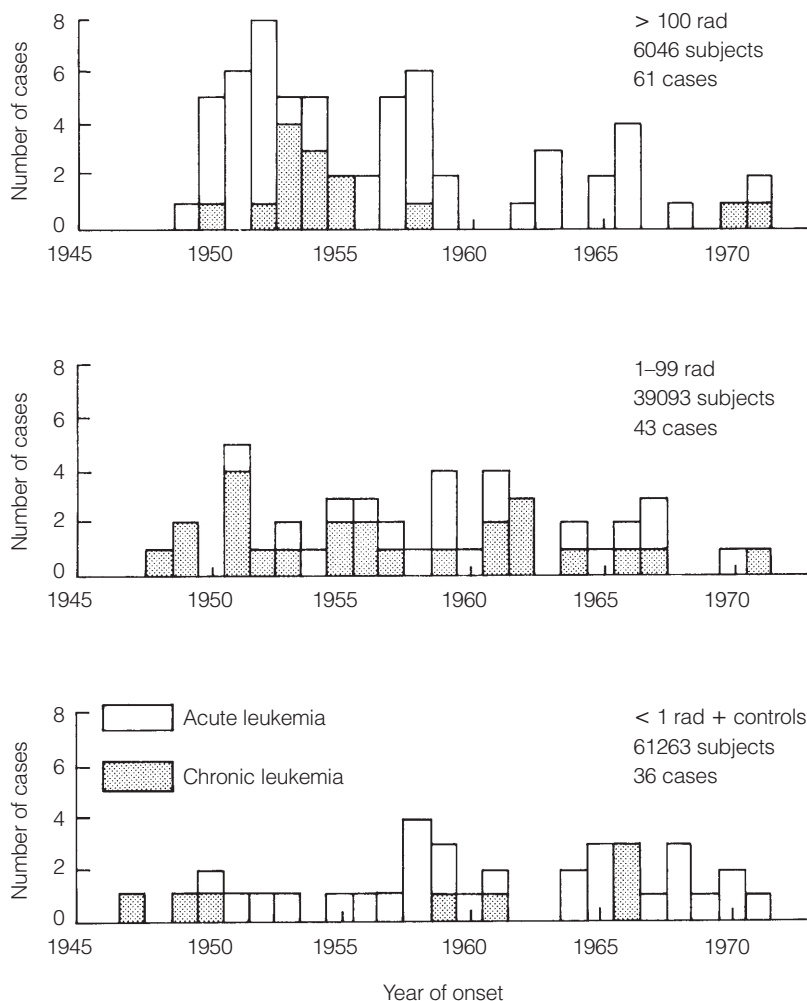 > 100 rad
6046 subjects
61 cases
Number of cases
8
6
4
2
0
1945 1950 1955 1960 1965 1970
1–99 rad
39093 subjects
43 cases
Number of cases
8
6
4
2
0
1945 1950 1955 1960 1965 1970
Acute leukemia
Chronic leukemia
< 1 rad + controls
61263 subjects
36 cases
Number of cases
8
6
4
2
0
1945 1950 1955 1960 1965 1970
Year of onset